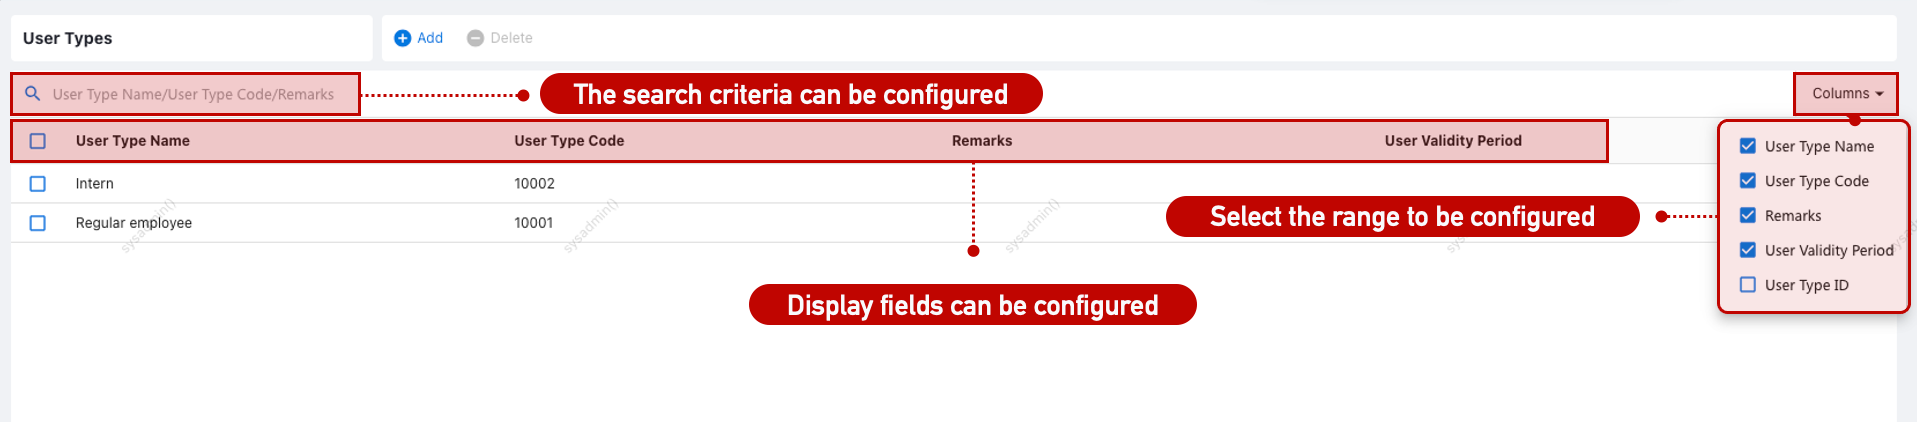 User Types
Add
Delete
User Type Name/User Type Code/Remarks
The search criteria can be configured
Columns
User Type Name
User Type Code
Remarks
User Validity Period
User Type Name
User Type Code
Remarks
User Validity Period
User Type ID
Intern
10002
Regular employee
10001
Select the range to be configured
Display fields can be configured
sysadmin()
sysadmin()
sysadmin()
sysadmin()